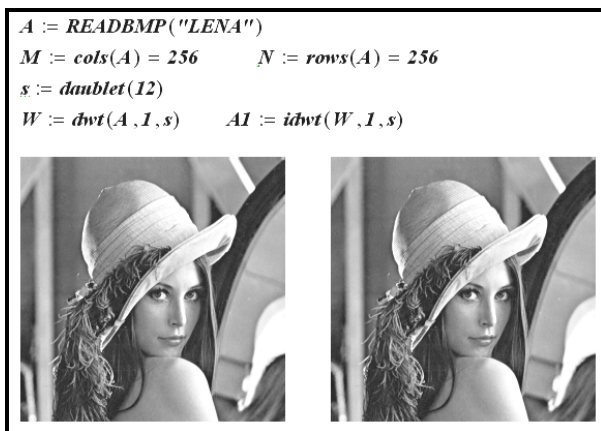 A := READBMP("LENA")
M := cols(A) = 256 N := rows(A) = 256
s := daublet(12)
W := dwt(A ,1 ,s) A1 := idwt(W ,1 ,s)